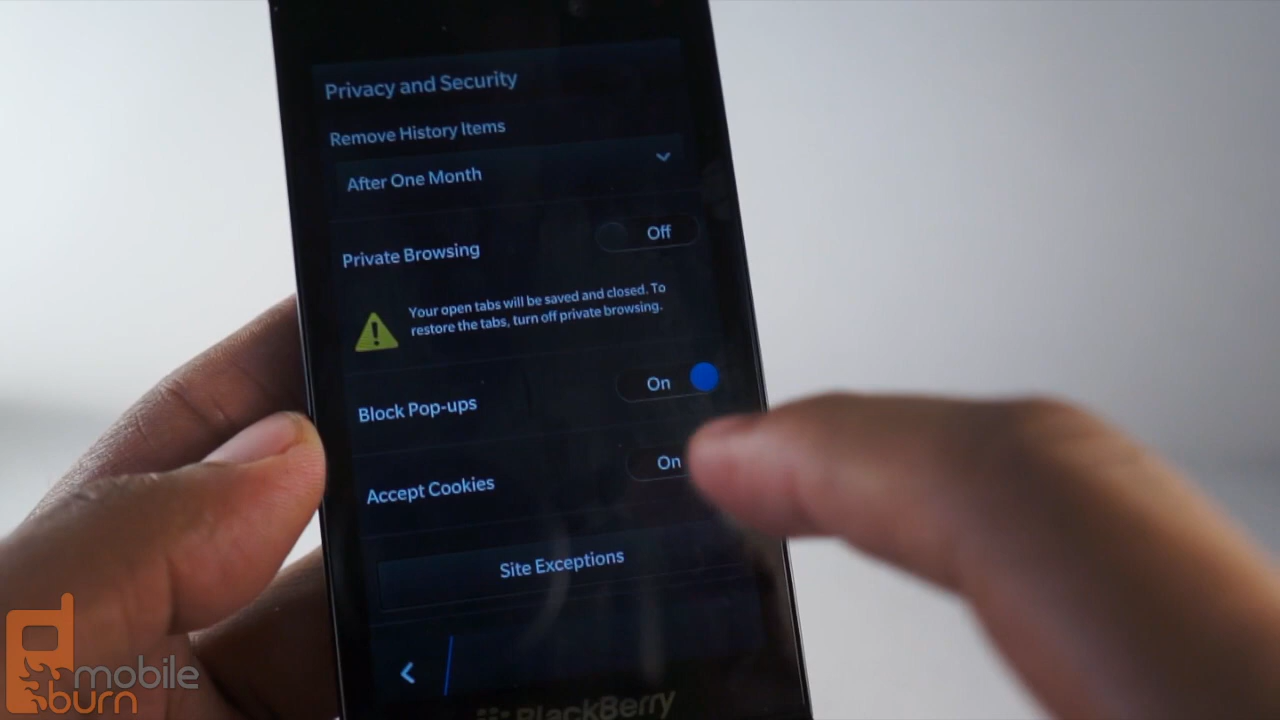 Privacy and Security
Remove History Items
After One Month
Private Browsing
Off
Your open tabs will be saved and closed. To
restore the tabs, turn off private browsing.
Block Pop-ups
On
Accept Cookies
On
Site Exceptions
BlackBerry
mobile
burn